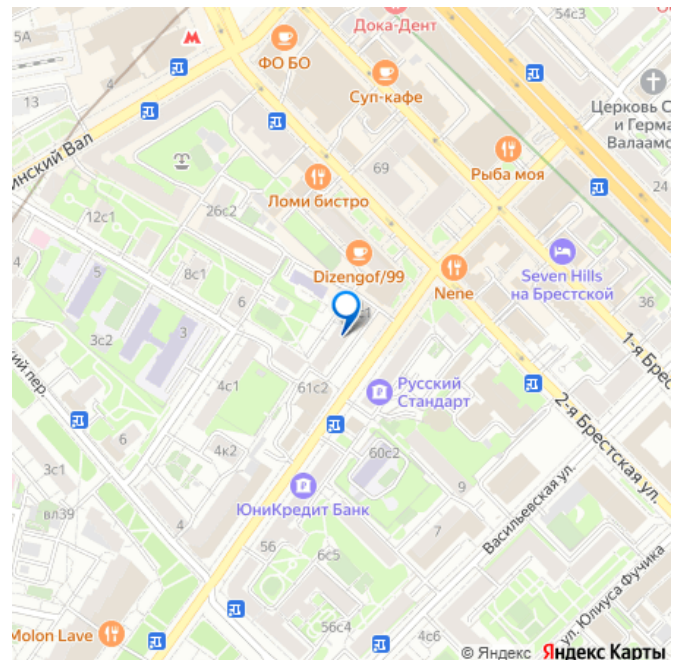 5А
54с3
Дока-Дент
М
ФО БО
Суп-кафе
13
Церковь С
и Герма
Валаамс
инский Вал
69
Рыба моя
24
Ломи бистро
26с2
12с1
Dizengof/99
5
8с1
6
Nene
Seven Hills
на Брестской
36
с1
3с2
3
1-я Брес
4с1
61с2
Русский
Стандарт
кий пер.
2-я Брестская ул.
6
4к2
60с2
3с1
9
Васильевская ул.
ЮниКредит Банк
вл39
4
7
56
6с5
ул. Юлиуса Фучика
Molon Lave
56с4
4с6
© Яндекс Яндекс Карты